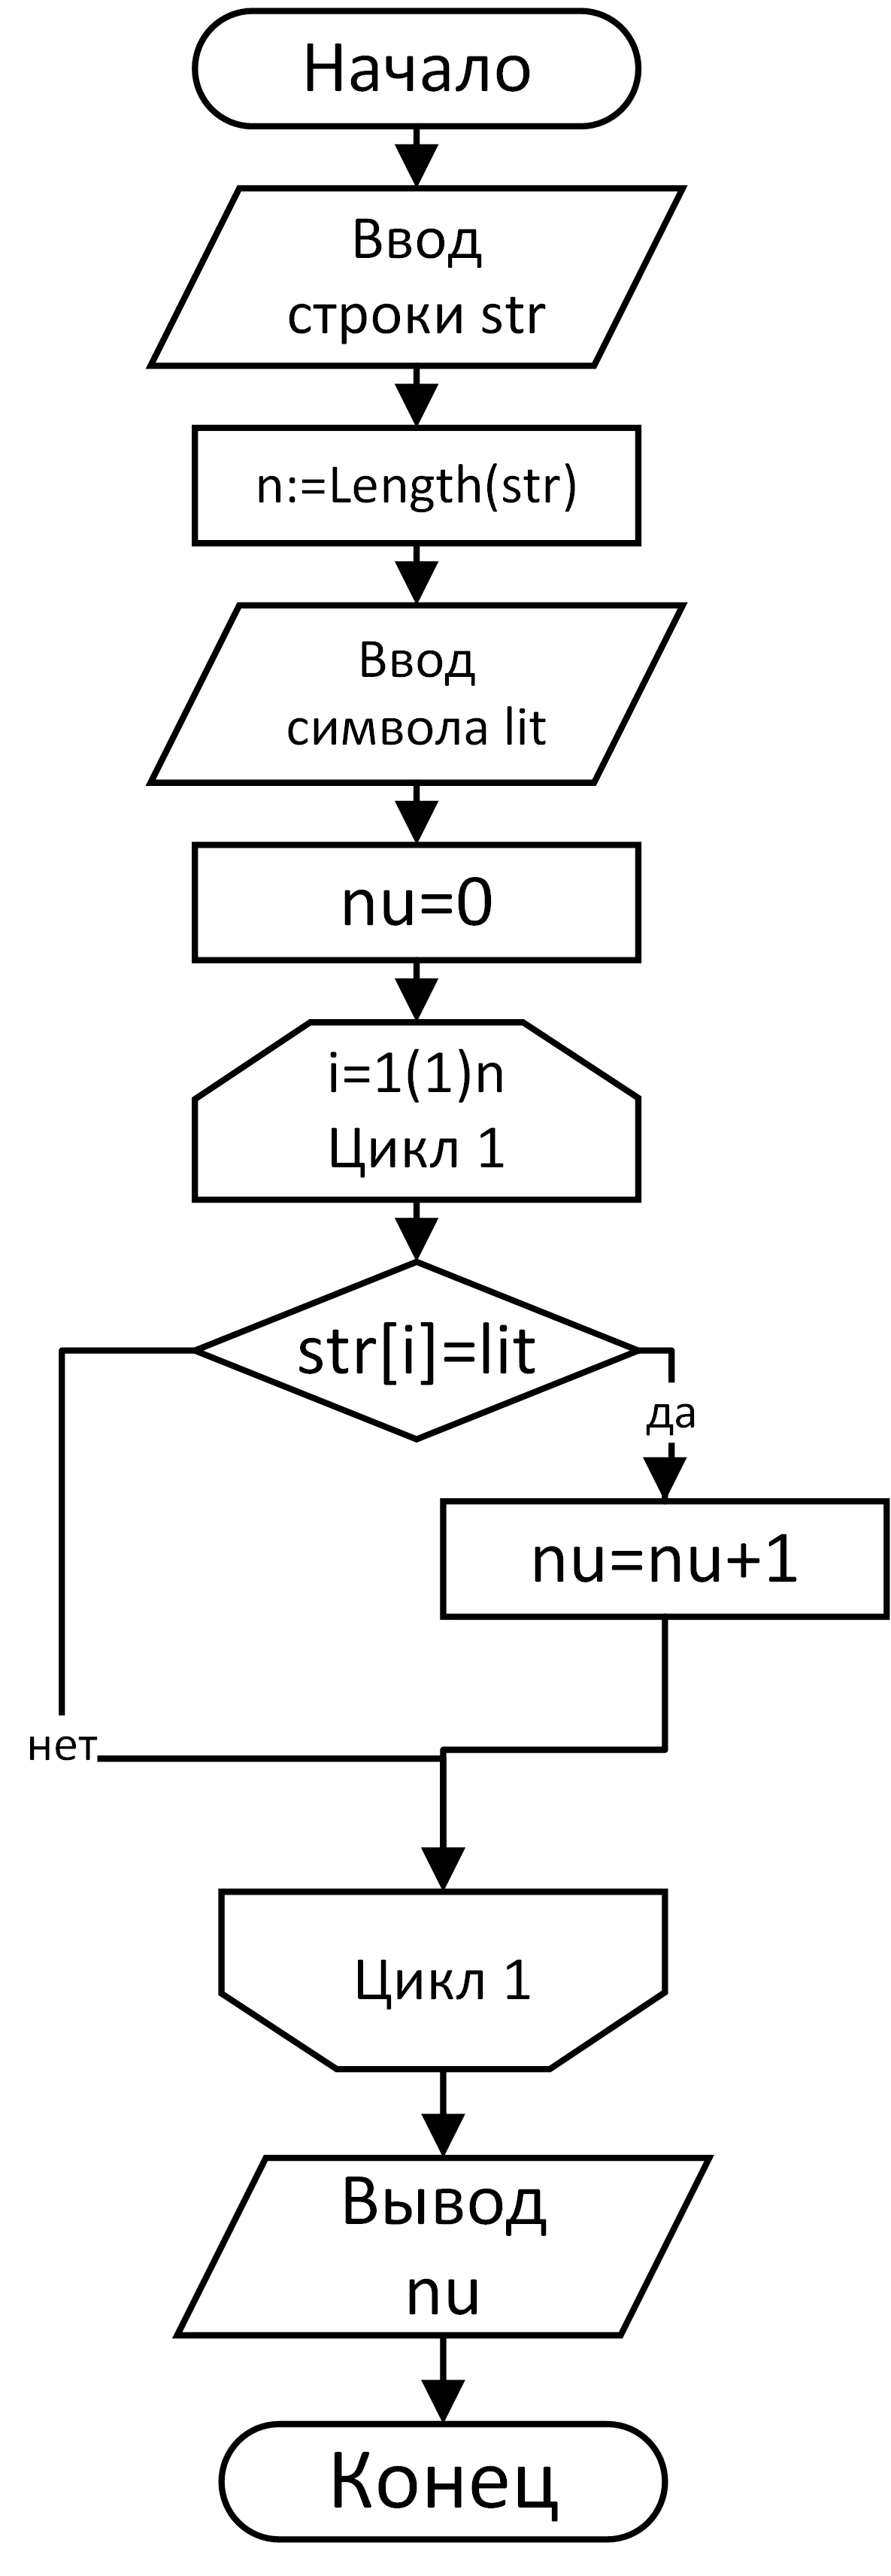 Начало
Ввод
строки str
n:=Length(str)
Ввод
символа lit
nu=0
i=1(1)n
Цикл 1
str[i]=lit
да
nu=nu+1
нет
Цикл 1
Вывод
nu
Конец